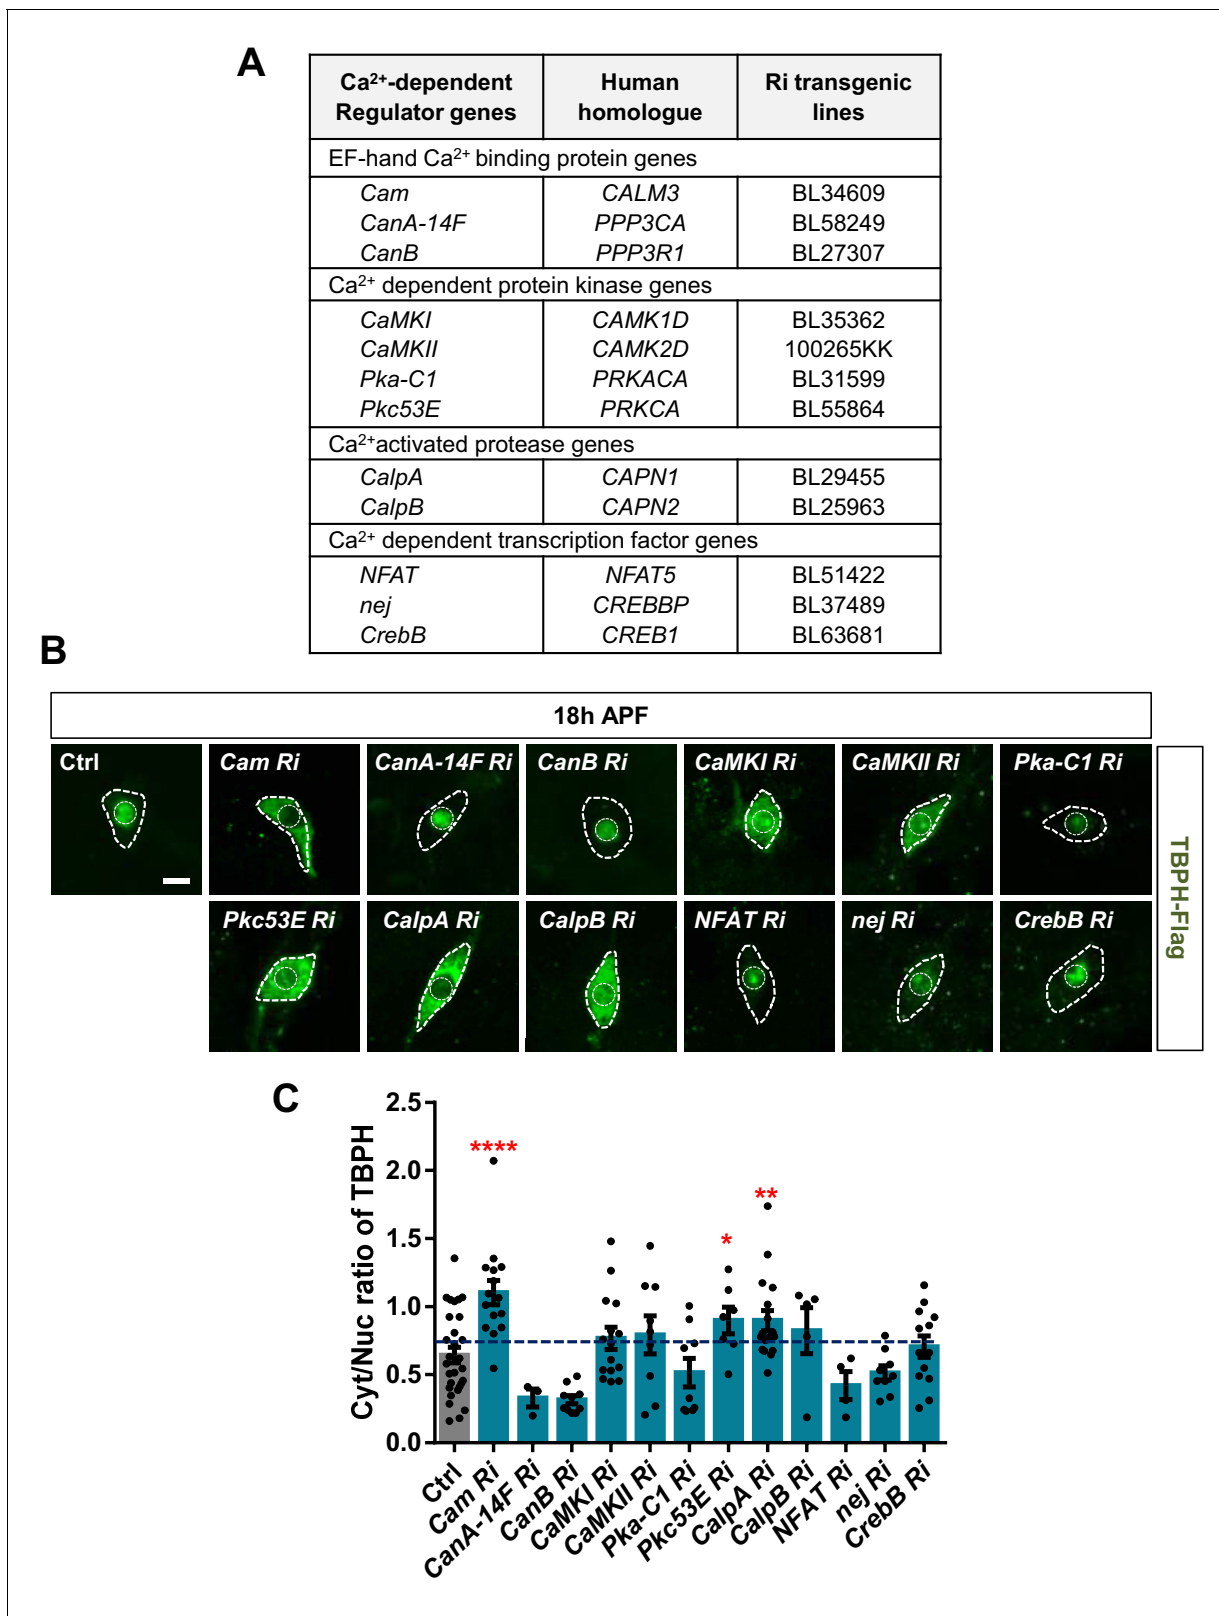 A
Ca²⁺-dependent Regulator genes
Human homologue
Ri transgenic lines
EF-hand Ca²⁺ binding protein genes
Cam CALM3 BL34609
CanA-14F PPP3CA BL58249
CanB PPP3R1 BL27307
Ca²⁺ dependent protein kinase genes
CaMKI CAMK1D BL35362
CaMKII CAMK2D 100265KK
Pka-C1 PRKACA BL31599
Pkc53E PRKCA BL55864
Ca²⁺activated protease genes
CalpA CAPN1 BL29455
CalpB CAPN2 BL25963
Ca²⁺ dependent transcription factor genes
NFAT NFAT5 BL51422
nej CREBBP BL37489
CrebB CREB1 BL63681
B
18h APF
Ctrl Cam Ri CanA-14F Ri CanB Ri CaMKI Ri CaMKII Ri Pka-C1 Ri
Pkc53E Ri CalpA Ri CalpB Ri NFAT Ri nej Ri CrebB Ri
TBPH-Flag
C
Cyt/Nuc ratio of TBPH
2.5
2.0
1.5
1.0
0.5
0.0
****
*
**
Ctrl
Cam Ri
CanA-14F Ri
CanB Ri
CaMKI Ri
CaMKII Ri
Pka-C1 Ri
Pkc53E Ri
CalpA Ri
CalpB Ri
NFAT Ri
nej Ri
CrebB Ri